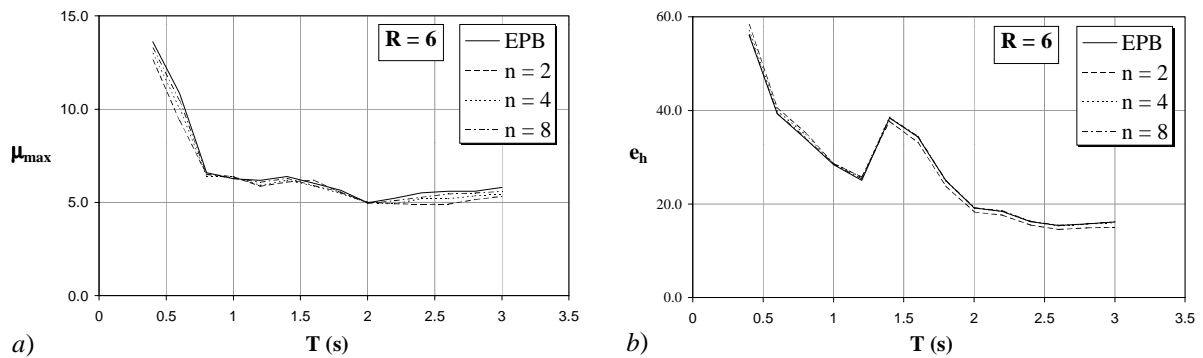 15.0
10.0
5.0
0.0
μmax
R = 6
EPB
n = 2
n = 4
n = 8
0 0.5 1 1.5 2 2.5 3 3.5
T (s)
a)
60.0
40.0
20.0
0.0
eh
R = 6
EPB
n = 2
n = 4
n = 8
0 0.5 1 1.5 2 2.5 3 3.5
T (s)
b)